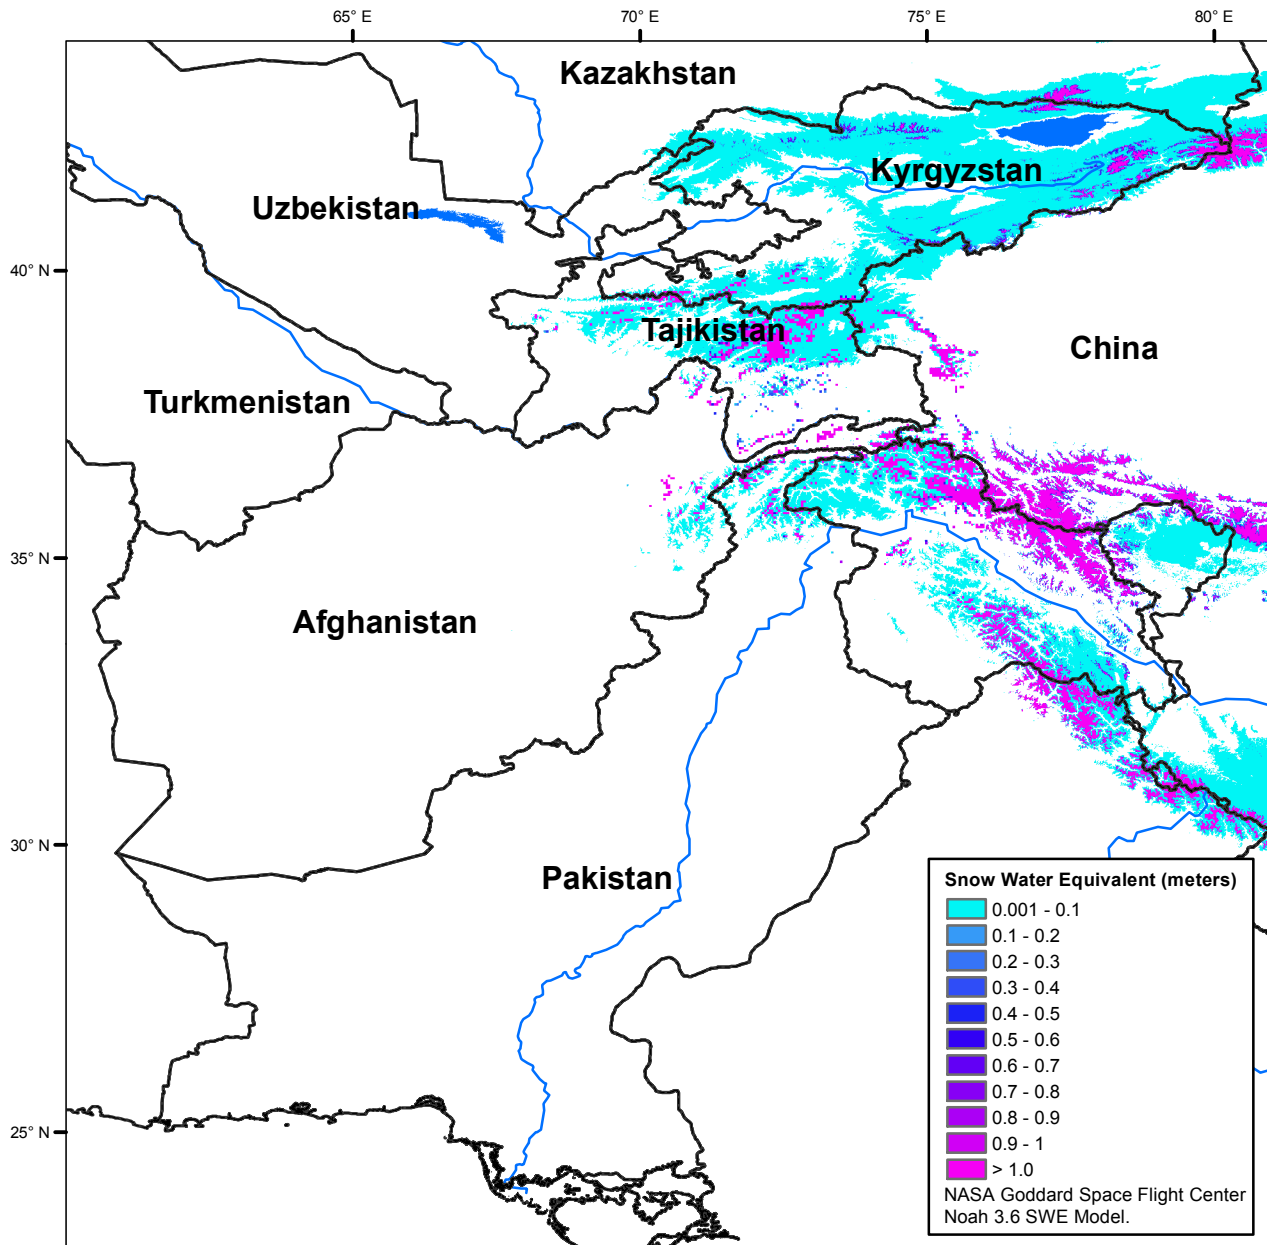 65° E
70° E
75° E
80° E
Kazakhstan
Kyrgyzstan
Uzbekistan
40° N
Tajikistan
China
Turkmenistan
35° N
Afghanistan
30° N
Pakistan
25° N
Snow Water Equivalent (meters)
0.001 - 0.1
0.1 - 0.2
0.2 - 0.3
0.3 - 0.4
0.4 - 0.5
0.5 - 0.6
0.6 - 0.7
0.7 - 0.8
0.8 - 0.9
0.9 - 1
> 1.0
NASA Goddard Space Flight Center
Noah 3.6 SWE Model.